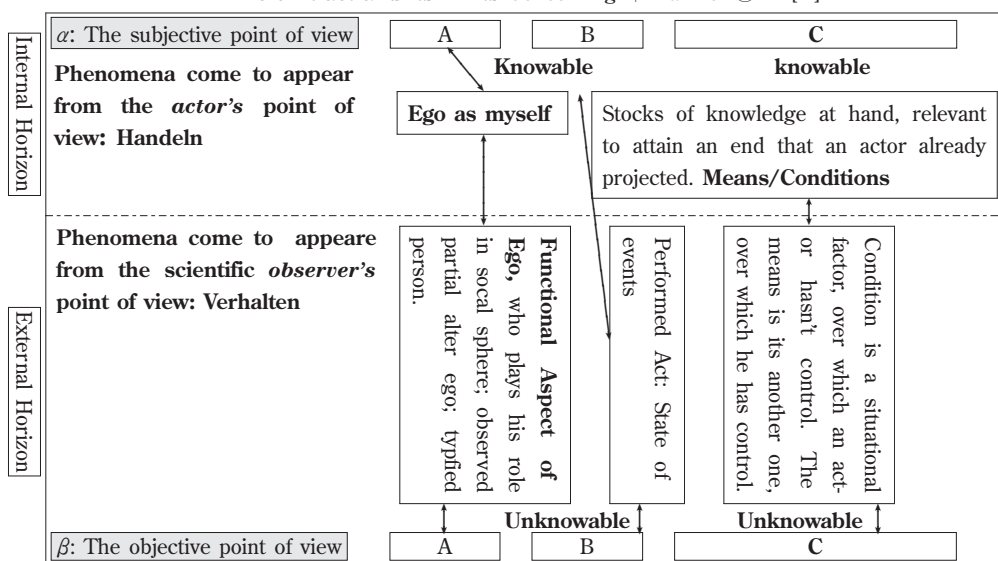 α: The subjective point of view
A
B
C
Internal Horizon
Phenomena come to appear
from the actor's point of
view: Handeln
Knowable
knowable
Ego as myself
Stocks of knowledge at hand, relevant
to attain an end that an actor already
projected. Means/Conditions
External Horizon
Phenomena come to appeare
from the scientific observer's
point of view: Verhalten
Functional Aspect of
Ego, who plays his role
in socal sphere; observed
partial alter ego; typfied
person.
Performed Act: State of
events
Condition is a situational
factor, over which an act-
or hasn't control. The
means is its another one,
over which he has control.
Unknowable
Unknowable
β: The objective point of view
A
B
C